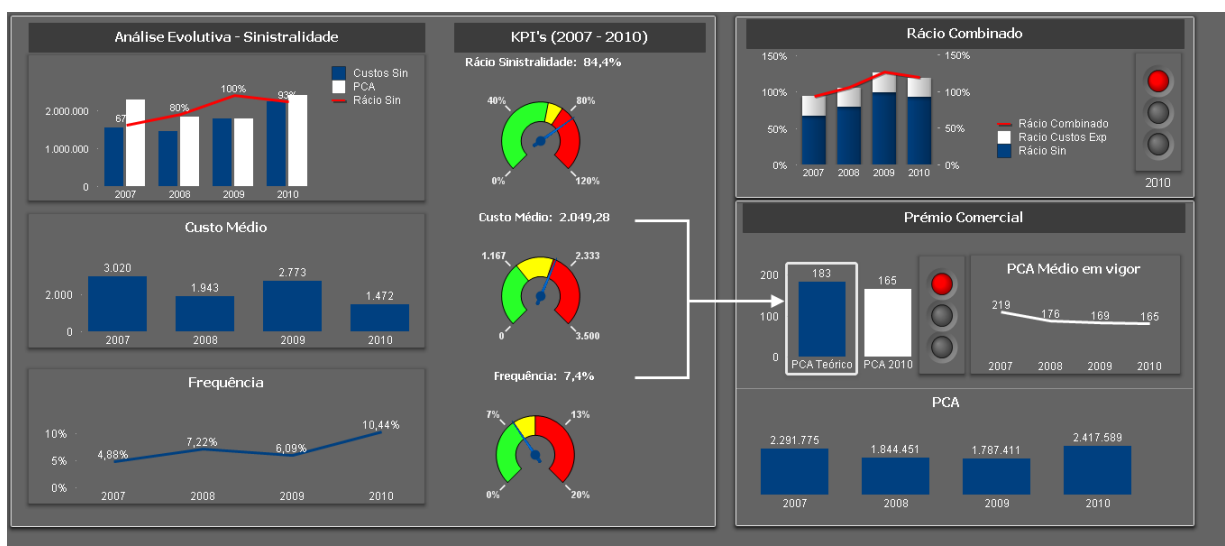 Análise Evolutiva - Sinistralidade
Custos Sin
PCA
Rácio Sin
2.000.000
1.000.000
0
67
80%
100%
93%
2007 2008 2009 2010
Custo Médio
2.000
0
3.020
1.943
2.773
1.472
2007 2008 2009 2010
Frequência
10%
5%
0%
4,88%
7,22%
6,09%
10,44%
2007 2008 2009 2010
KPI's (2007 - 2010)
Rácio Sinistralidade: 84,4%
40% 80%
0% 120%
Custo Médio: 2.049,28
1.167 2.333
0 3.500
Frequência: 7,4%
7% 13%
0% 20%
Rácio Combinado
150% 150%
100% 100%
50% 50%
0% 0%
2007 2008 2009 2010
Rácio Combinado
Racio Custos Exp
Rácio Sin
2010
Prémio Comercial
200
100
0
183
165
PCA Teórico PCA 2010
PCA Médio em vigor
219 176 169 165
2007 2008 2009 2010
PCA
2.291.775 1.844.451 1.787.411 2.417.589
2007 2008 2009 2010